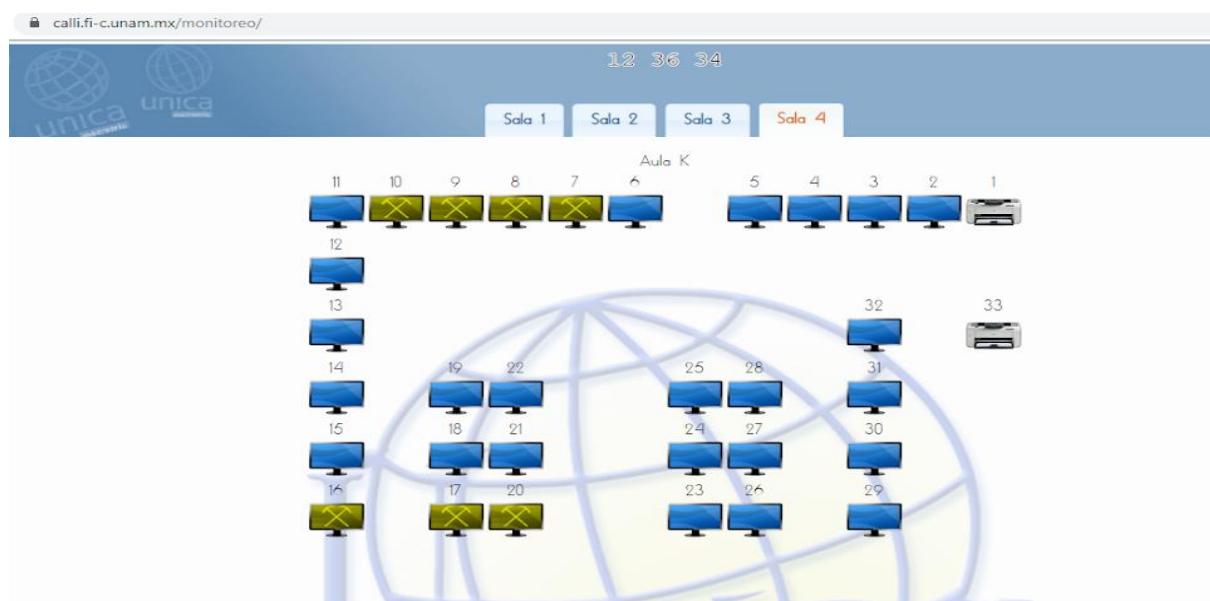 calli.fi-c.unam.mx/monitoreo/
12 36 34
unica
unica
Sala 1 Sala 2 Sala 3 Sala 4
Aula K
11 10 9 8 7 6 5 4 3 2 1
12
13 32 33
14 19 22 25 28 31
15 18 21 24 27 30
16 17 20 23 26 29